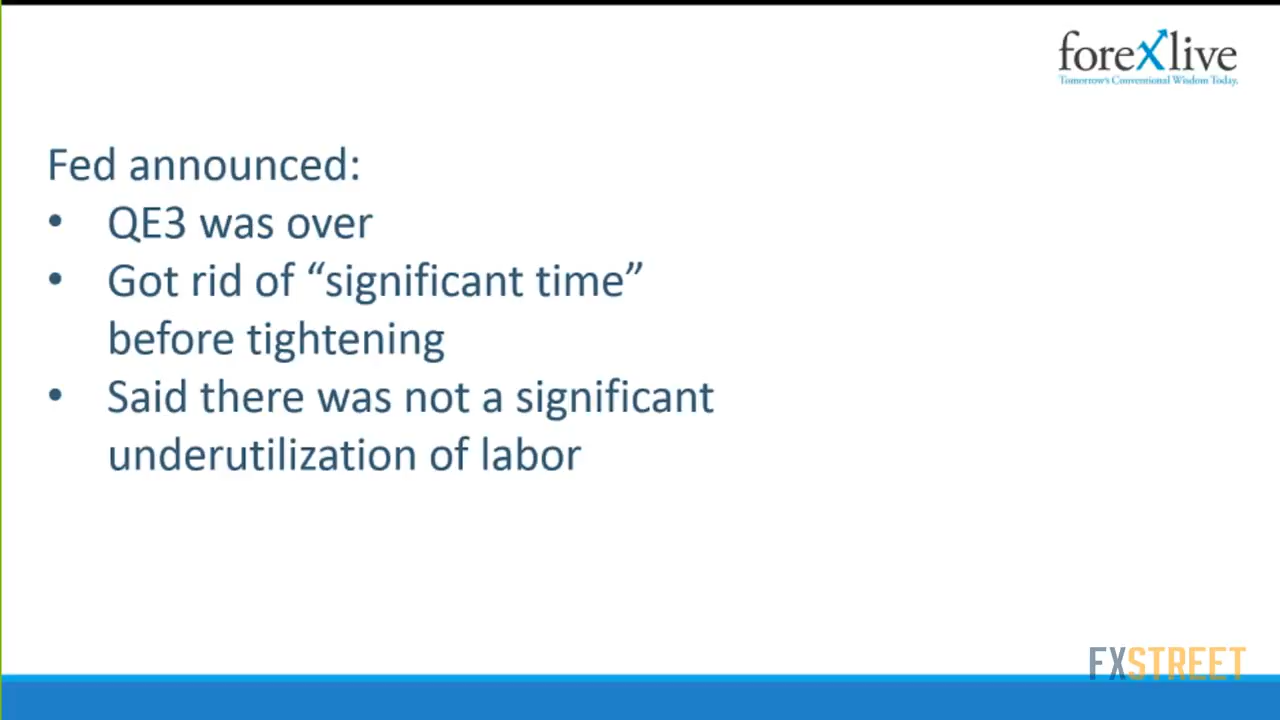 forexlive
Tomorrow's Conventional Wisdom Today.
Fed announced:
• QE3 was over
• Got rid of “significant time”
before tightening
• Said there was not a significant
underutilization of labor
FXSTREET